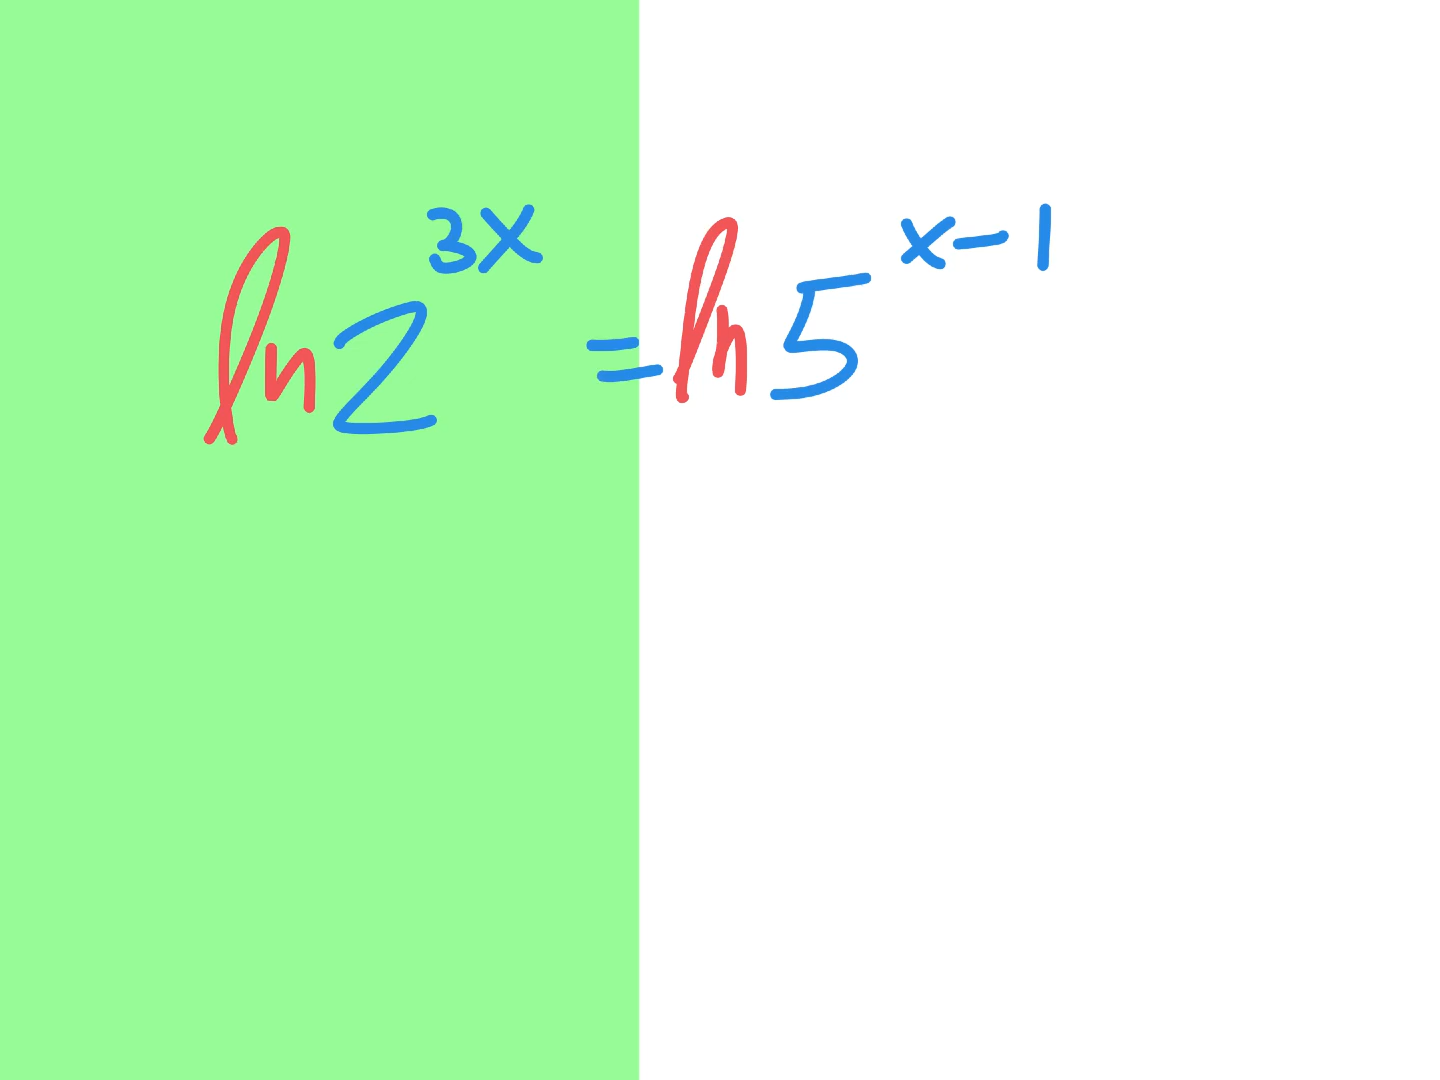 ln 2^{3x} = ln 5^{x-1}